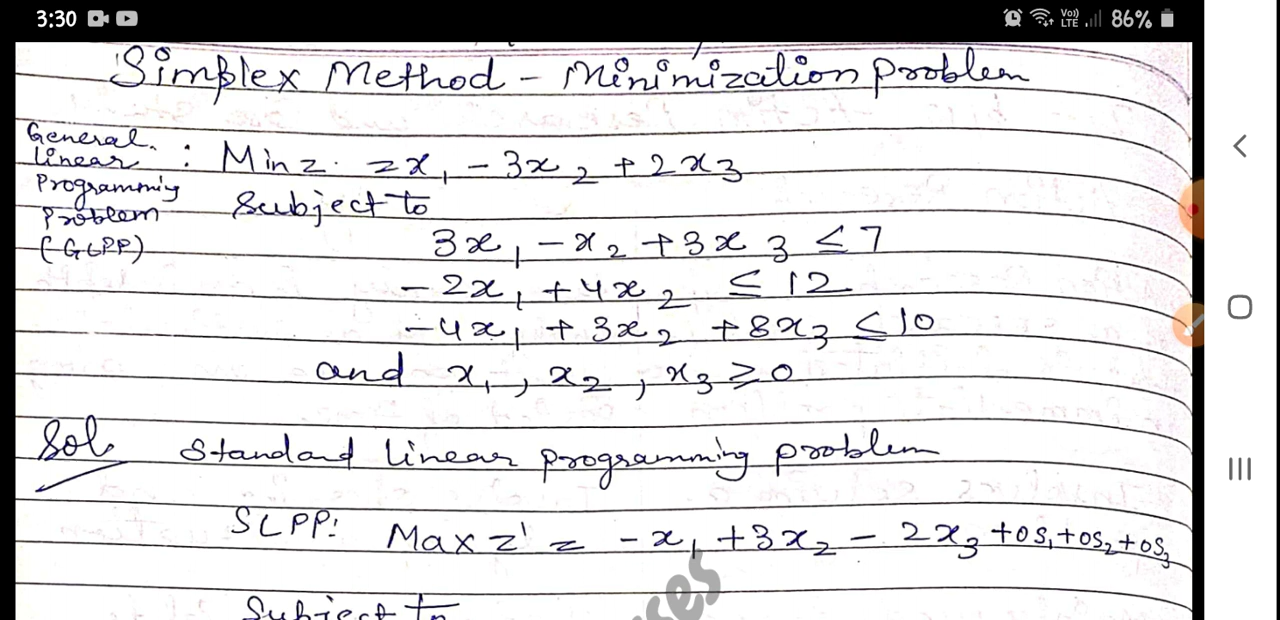 3:30
Vo)) LTE 86%
Simplex Method - Minimization problem
General Linear Programming Problem (GLPP) : Min z = x₁ - 3x₂ + 2x₃
Subject to
3x₁ - x₂ + 3x₃ ≤ 7
-2x₁ + 4x₂ ≤ 12
-4x₁ + 3x₂ + 8x₃ ≤ 10
and x₁, x₂, x₃ ≥ 0
Sol. Standard linear programming problem
SLPP: Max z' = -x₁ + 3x₂ - 2x₃ + 0s₁ + 0s₂ + 0s₃
Subject to